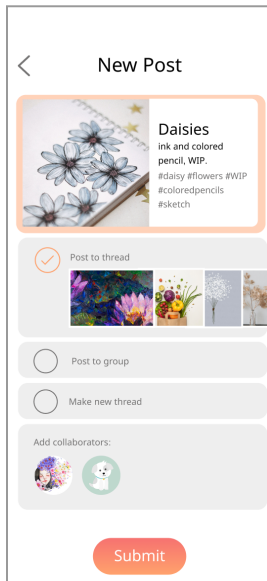 New Post
Daisies
ink and colored
pencil, WIP.
#daisy #flowers #WIP
#coloredpencils
#sketch
Post to thread
Post to group
Make new thread
Add collaborators:
Submit